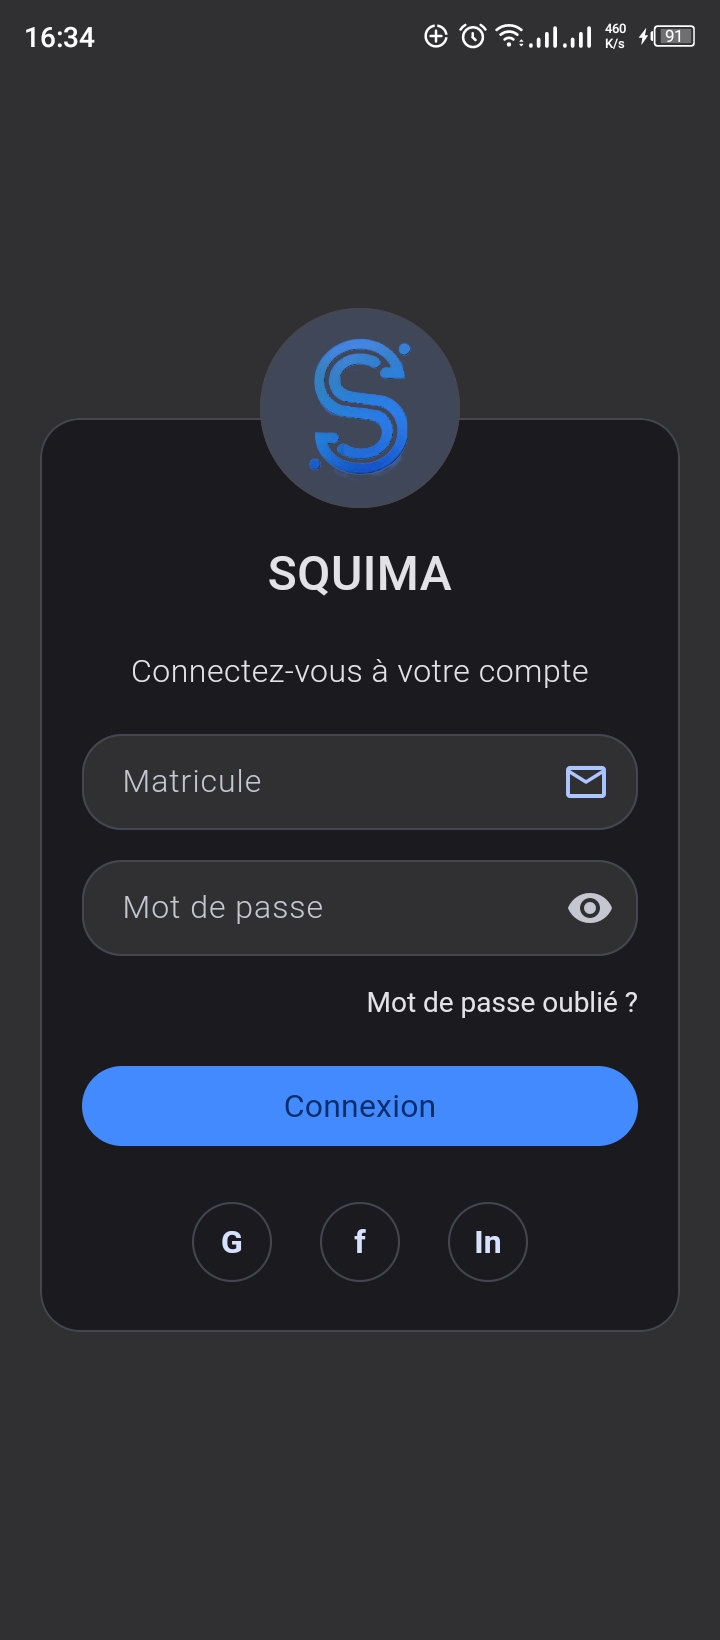 16:34
460
K/s
91
S
SQUIMA
Connectez-vous à votre compte
Matricule
Mot de passe
Mot de passe oublié ?
Connexion
G
f
In